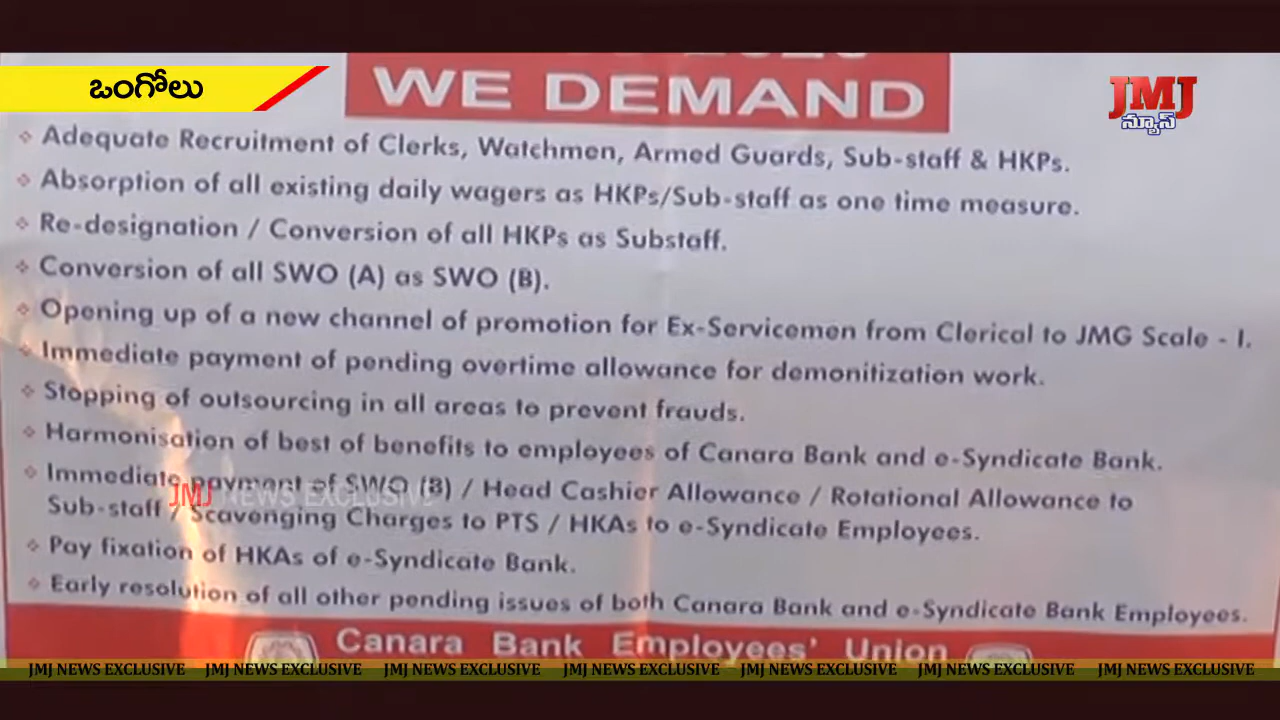 ఒంగోలు
JMJ
న్యూస్
WE DEMAND
Adequate Recruitment of Clerks, Watchmen, Armed Guards, Sub-staff & HKPs.
Absorption of all existing daily wagers as HKPs/Sub-staff as one time measure.
Re-designation / Conversion of all HKPs as Substaff.
Conversion of all SWO (A) as SWO (B).
Opening up of a new channel of promotion for Ex-Servicemen from Clerical to JMG Scale - I.
Immediate payment of pending overtime allowance for demonitization work.
Stopping of outsourcing in all areas to prevent frauds.
Harmonisation of best of benefits to employees of Canara Bank and e-Syndicate Bank.
Immediate payment of SWO (B) / Head Cashier Allowance / Rotational Allowance to
Sub-staff / Scavenging Charges to PTS / HKAs to e-Syndicate Employees.
JMJ NEWS EXCLUSIVE
Pay fixation of HKAs of e-Syndicate Bank.
Early resolution of all other pending issues of both Canara Bank and e-Syndicate Bank Employees.
Canara Bank Employees' Union
JMJ NEWS EXCLUSIVE JMJ NEWS EXCLUSIVE JMJ NEWS EXCLUSIVE JMJ NEWS EXCLUSIVE JMJ NEWS EXCLUSIVE JMJ NEWS EXCLUSIVE JMJ NEWS EXCLUSIVE